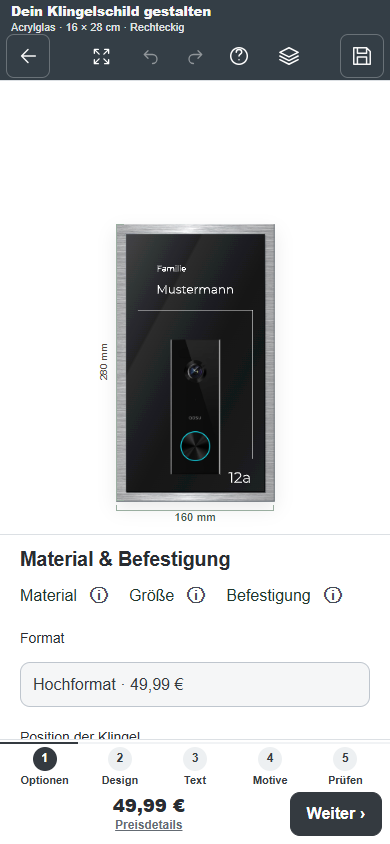 Dein Klingelschild gestalten
Acrylglas · 16 × 28 cm · Rechteckig
Familie
Mustermann
280 mm
12a
160 mm
Material & Befestigung
Material
Größe
Befestigung
Format
Hochformat · 49,99 €
Position der Klingel
1
2
3
4
5
Optionen
Design
Text
Motive
Prüfen
49,99 €
Preisdetails
Weiter ›